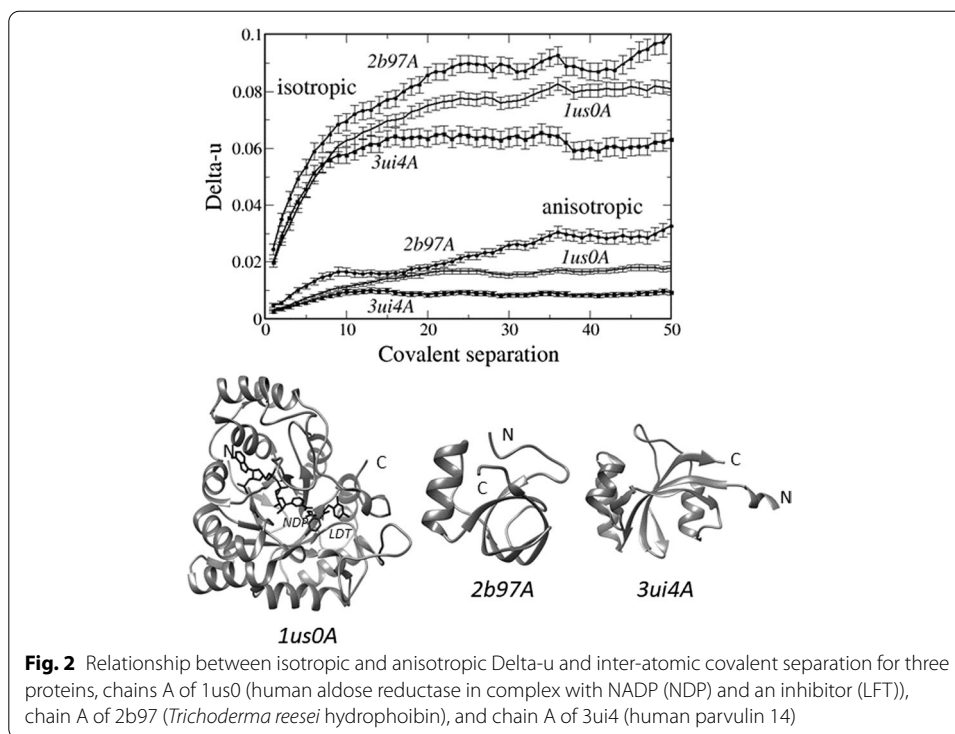 0.1
0.08
0.06
0.04
0.02
0
Delta-u
isotropic
2b97A
1us0A
3ui4A
anisotropic
2b97A
1us0A
3ui4A
0 10 20 30 40 50
Covalent separation
N
C
NDP
LDT
1us0A
N
C
2b97A
C
N
3ui4A
Fig. 2 Relationship between isotropic and anisotropic Delta-u and inter-atomic covalent separation for three
proteins, chains A of 1us0 (human aldose reductase in complex with NADP (NDP) and an inhibitor (LFT)),
chain A of 2b97 (Trichoderma reesei hydrophoibin), and chain A of 3ui4 (human parvulin 14)